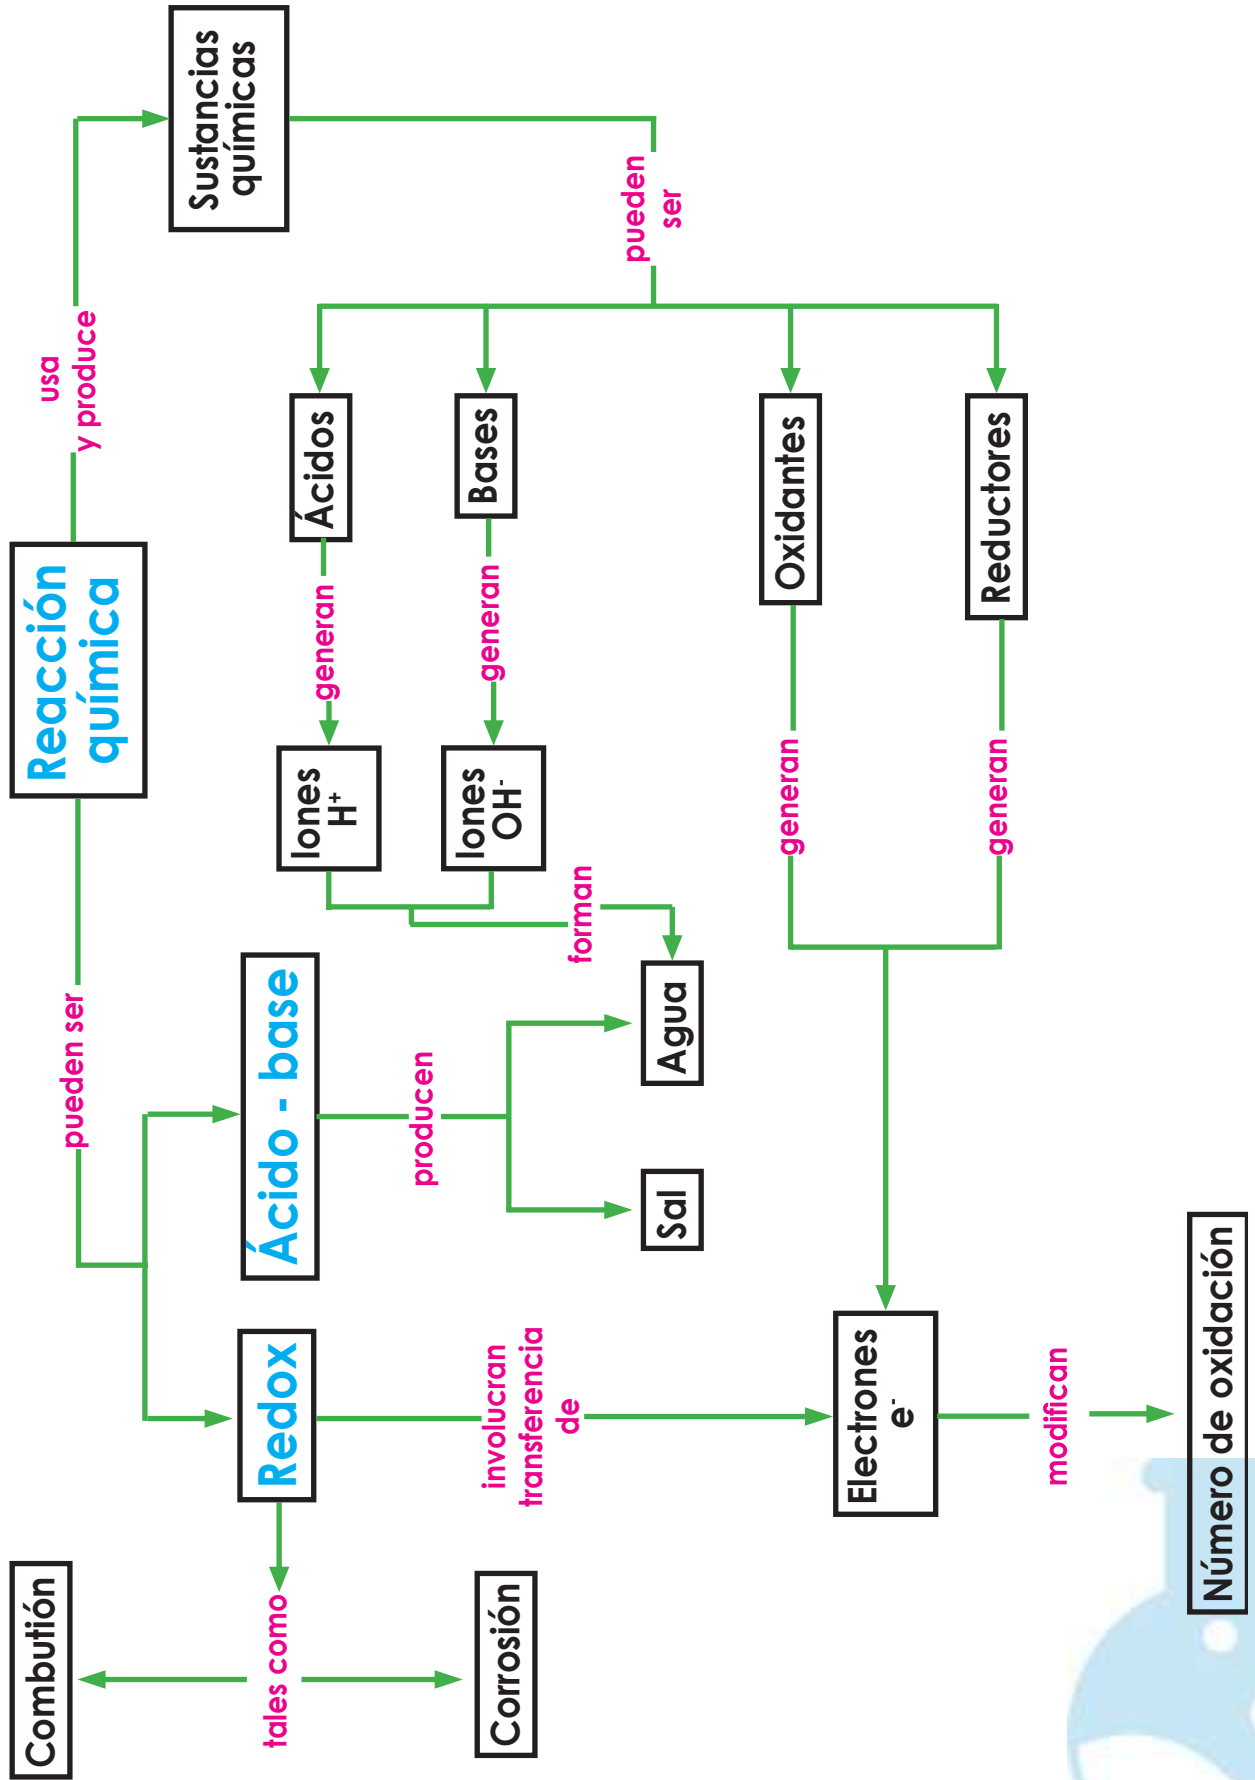 Reacción
química
pueden ser
usa
y produce
Sustancias
químicas
Redox
Ácido - base
tales como
Combutión
Corrosión
involucran
transferencia
de
producen
Sal
Agua
forman
Iones
H⁺
Iones
OH⁻
generan
generan
Ácidos
Bases
pueden
ser
Oxidantes
Reductores
generan
generan
Electrones
e⁻
modifican
Número de oxidación